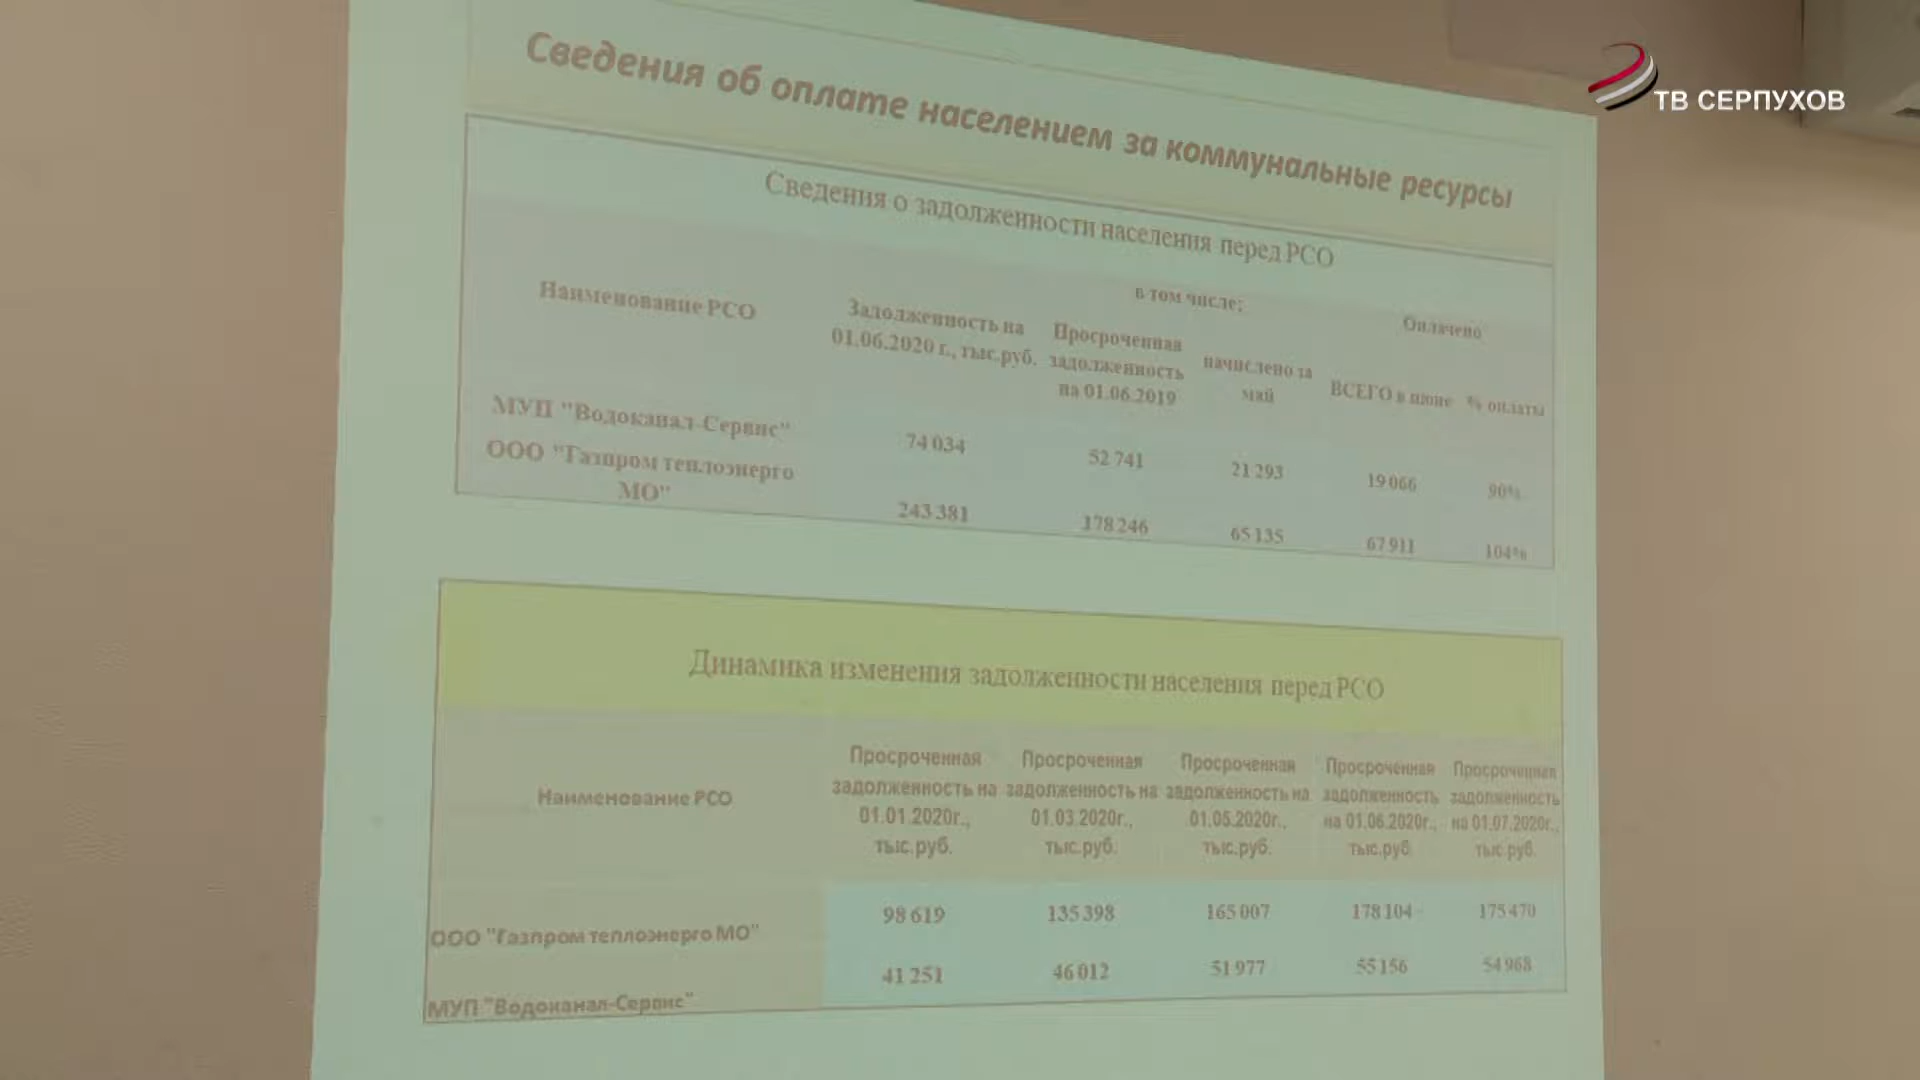 ТВ СЕРПУХОВ
Сведения об оплате населением за коммунальные ресурсы
Сведения о задолженности населения перед РСО
Наименование РСО
Задолженность на
01.06.2020 г., тыс.руб.
в том числе;
Просроченная
задолженность
на 01.06.2019
начислено за
май
Оплачено
ВСЕГО в июне
% оплаты
МУП "Водоканал-Сервис" 74 034 52 741 21 293 19 066 90%
ООО "Газпром теплоэнерго
МО" 243 381 178 246 65 135 67 911 104%
Динамика изменения задолженности населения перед РСО
Наименование РСО
Просроченная
задолженность на
01.01.2020г.,
тыс.руб.
Просроченная
задолженность на
01.03.2020г.,
тыс.руб.
Просроченная
задолженность на
01.05.2020г.,
тыс.руб.
Просроченная
задолженность
на 01.06.2020г.,
тыс.руб.
Просроченная
задолженность
на 01.07.2020г.,
тыс.руб.
ООО "Газпром теплоэнерго МО" 98 619 135 398 165 007 178 104 175 470
МУП "Водоканал-Сервис" 41 251 46 012 51 977 55 156 54 968